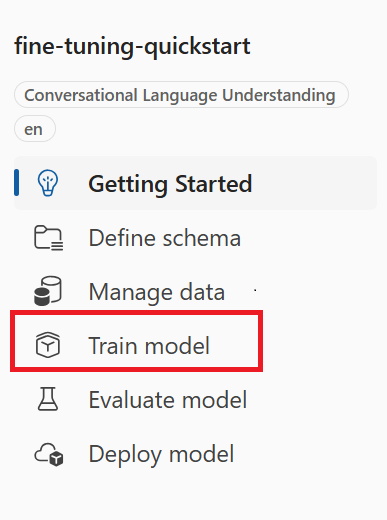 fine-tuning-quickstart
Conversational Language Understanding
en
Getting Started
Define schema
Manage data
Train model
Evaluate model
Deploy model